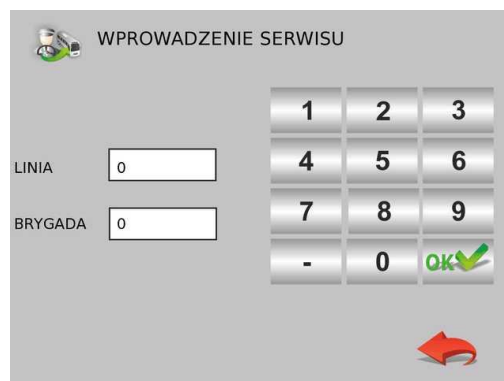 WPROWADZENIE SERWISU
1 2 3
LINIA 0
4 5 6
BRYGADA 0
7 8 9
- 0 OK